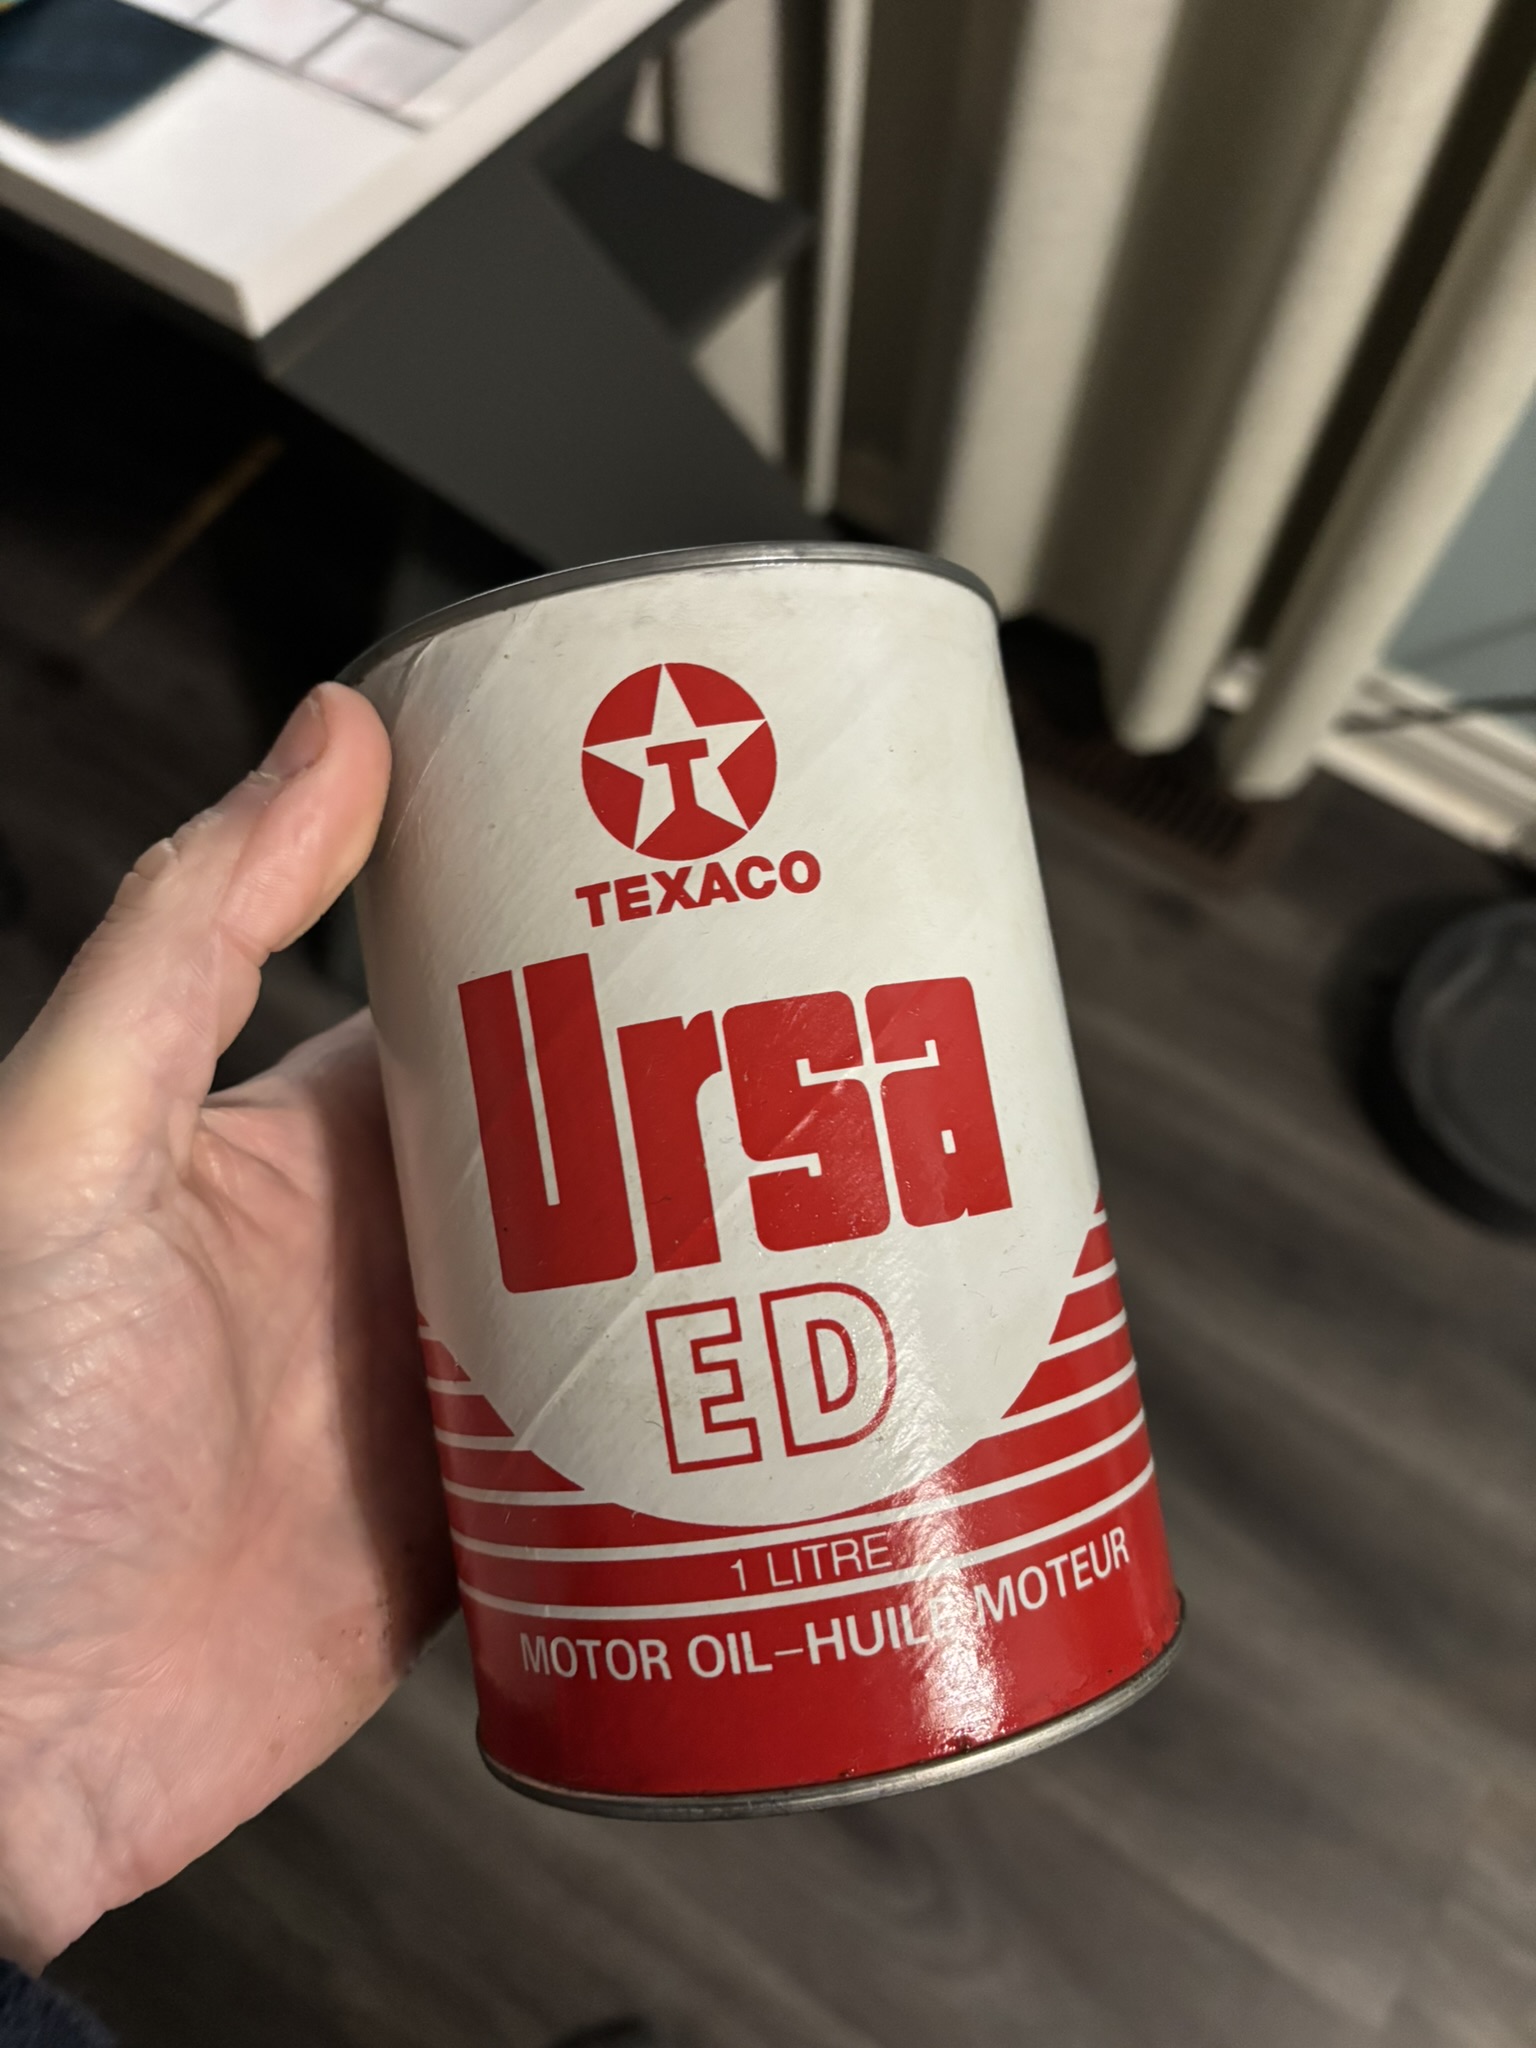 T
TEXACO
Ursa
ED
1 LITRE
MOTOR OIL–HUILE MOTEUR